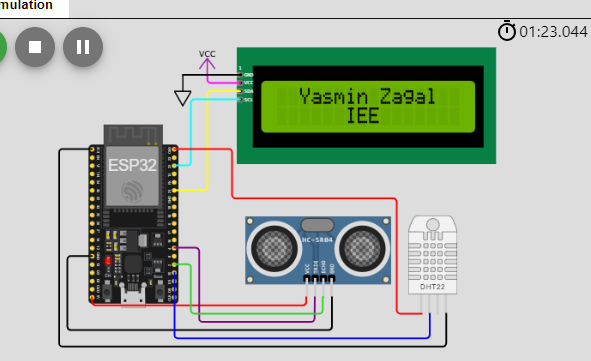 mulation
01:23.044
VCC
1
GND
VCC
SDA
SCL
Yasmin Zagal
IEE
ESP32
HC-SR04
VCC
TRIG
ECHO
GND
DHT22